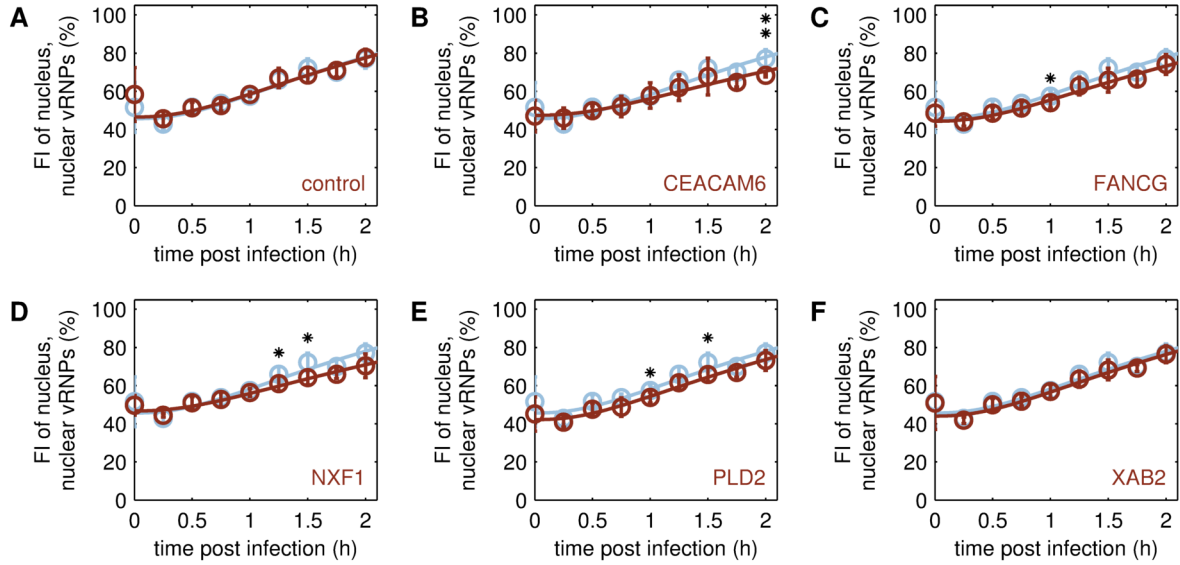 A
FI of nucleus,
nuclear vRNPs (%)
100
80
60
40
20
0
control
0 0.5 1 1.5 2
time post infection (h)
B
FI of nucleus,
nuclear vRNPs (%)
100
80
60
40
20
0
*
*
CEACAM6
0 0.5 1 1.5 2
time post infection (h)
C
FI of nucleus,
nuclear vRNPs (%)
100
80
60
40
20
0
*
FANCG
0 0.5 1 1.5 2
time post infection (h)
D
FI of nucleus,
nuclear vRNPs (%)
100
80
60
40
20
0
* *
NXF1
0 0.5 1 1.5 2
time post infection (h)
E
FI of nucleus,
nuclear vRNPs (%)
100
80
60
40
20
0
* *
PLD2
0 0.5 1 1.5 2
time post infection (h)
F
FI of nucleus,
nuclear vRNPs (%)
100
80
60
40
20
0
XAB2
0 0.5 1 1.5 2
time post infection (h)